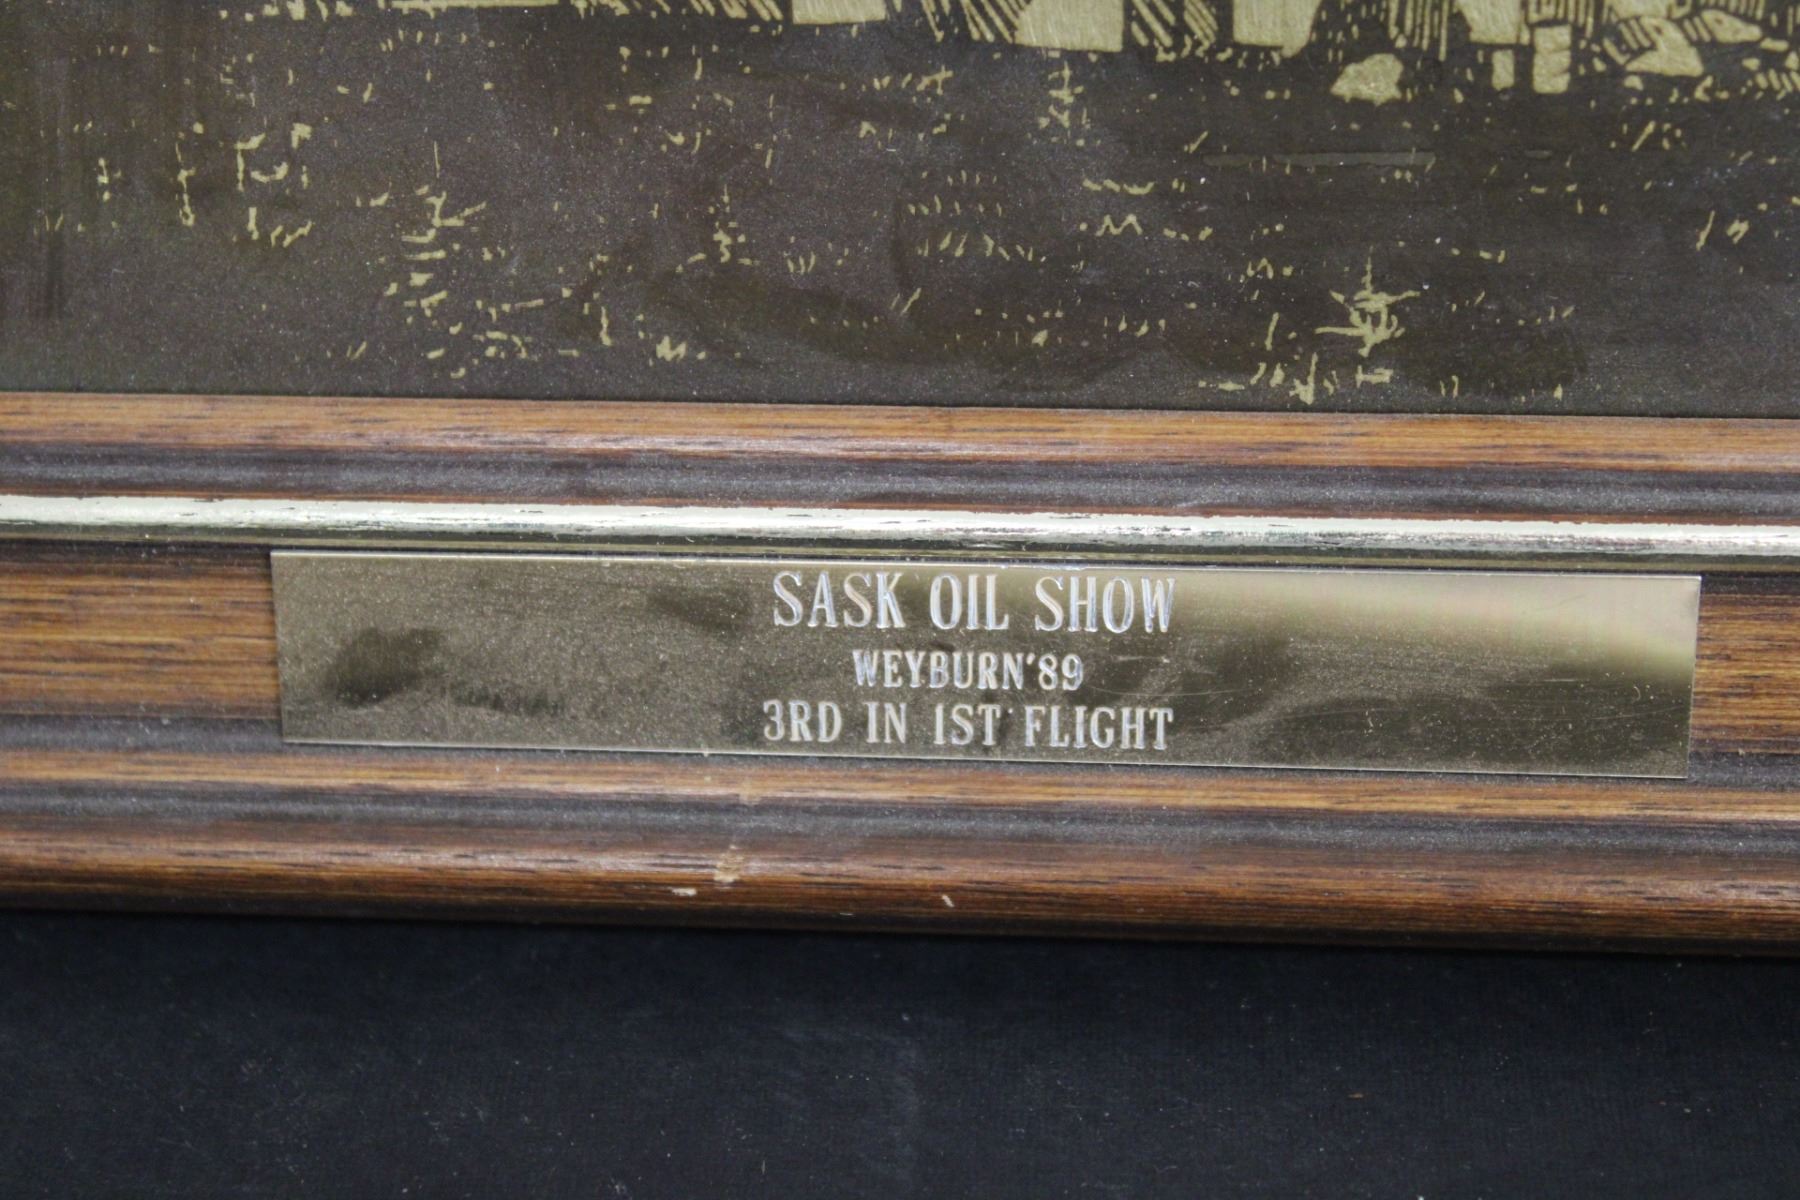 SASK OIL SHOW
WEYBURN'89
3RD IN 1ST FLIGHT